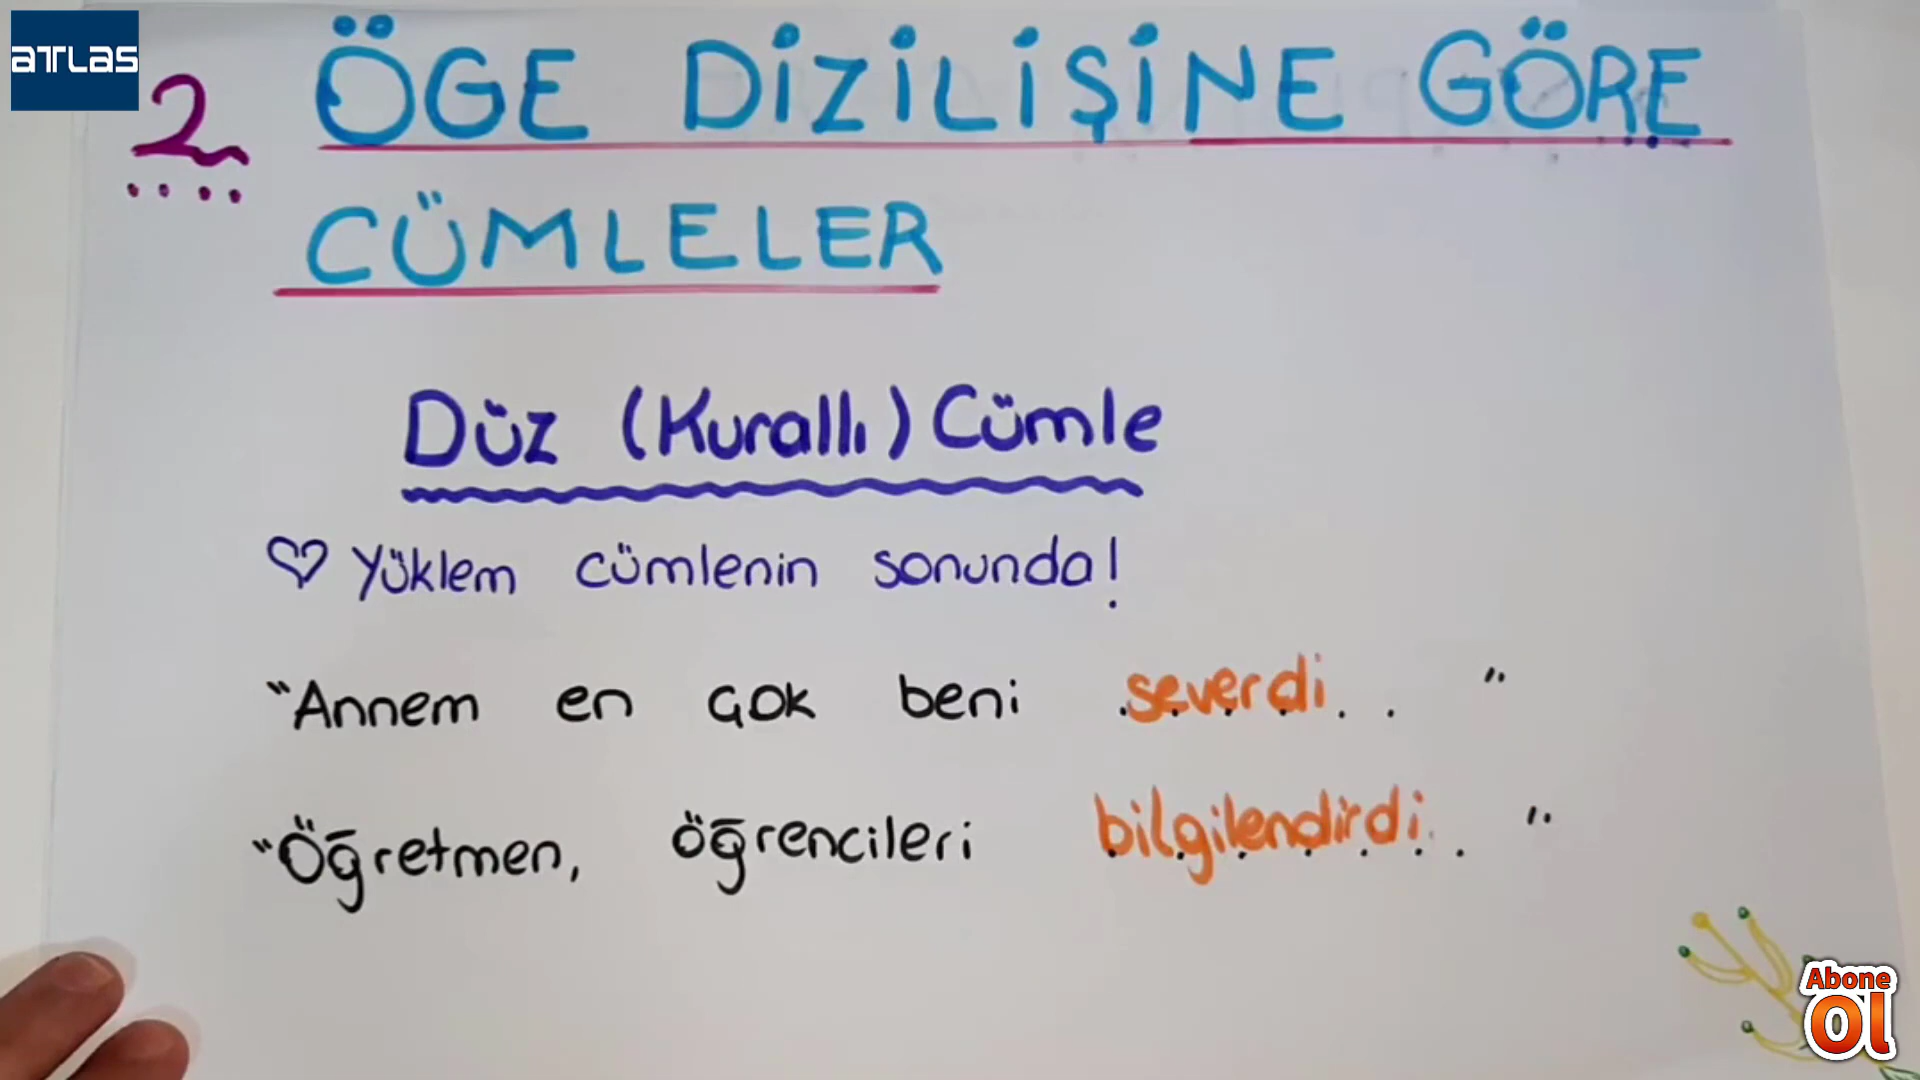 ATLAS
2 ÖGE DİZİLİŞİNE GÖRE
CÜMLELER
Düz (Kurallı) Cümle
♡ Yüklem cümlenin sonunda!
"Annem en çok beni severdi. "
"Öğretmen, öğrencileri bilgilendirdi. "
Abone
Ol